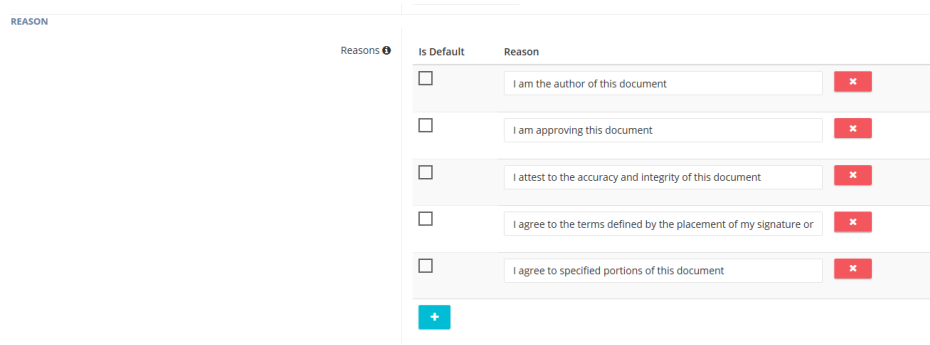 REASON
Reasons
Is Default Reason
I am the author of this document
I am approving this document
I attest to the accuracy and integrity of this document
I agree to the terms defined by the placement of my signature or
I agree to specified portions of this document